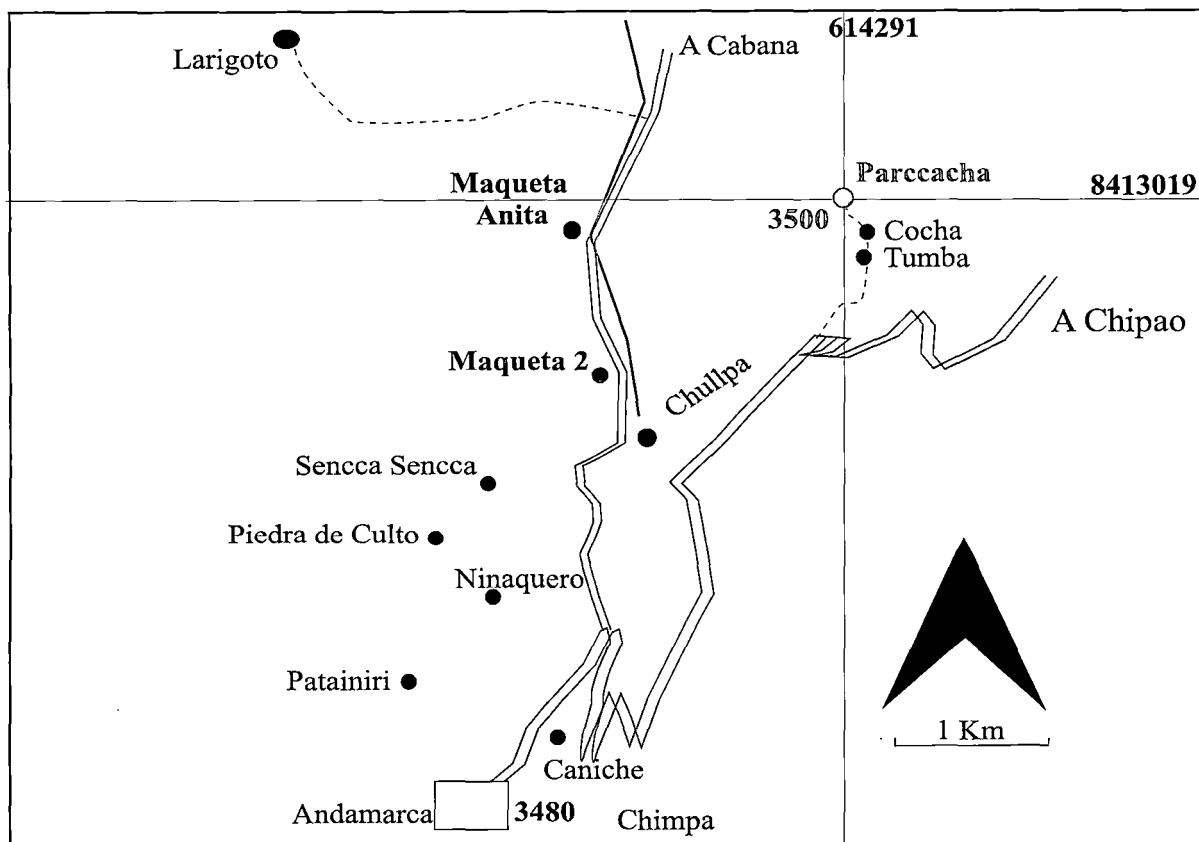 614291
A Cabana
Larigoto
Maqueta
Anita
Parccacha
8413019
3500
Cocha
Tumba
A Chipao
Maqueta 2
Chullpa
Sencca Sencca
Piedra de Culto
Ninaquero
Patainiri
1 Km
Caniche
Andamarca
3480
Chimpa